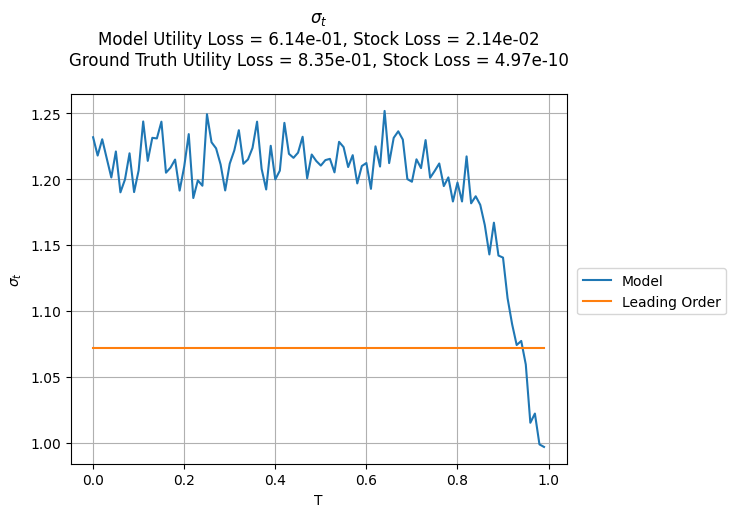 σt
Model Utility Loss = 6.14e-01, Stock Loss = 2.14e-02
Ground Truth Utility Loss = 8.35e-01, Stock Loss = 4.97e-10
1.25
1.20
1.15
1.10
1.05
1.00
σt
0.0 0.2 0.4 0.6 0.8 1.0
T
Model
Leading Order